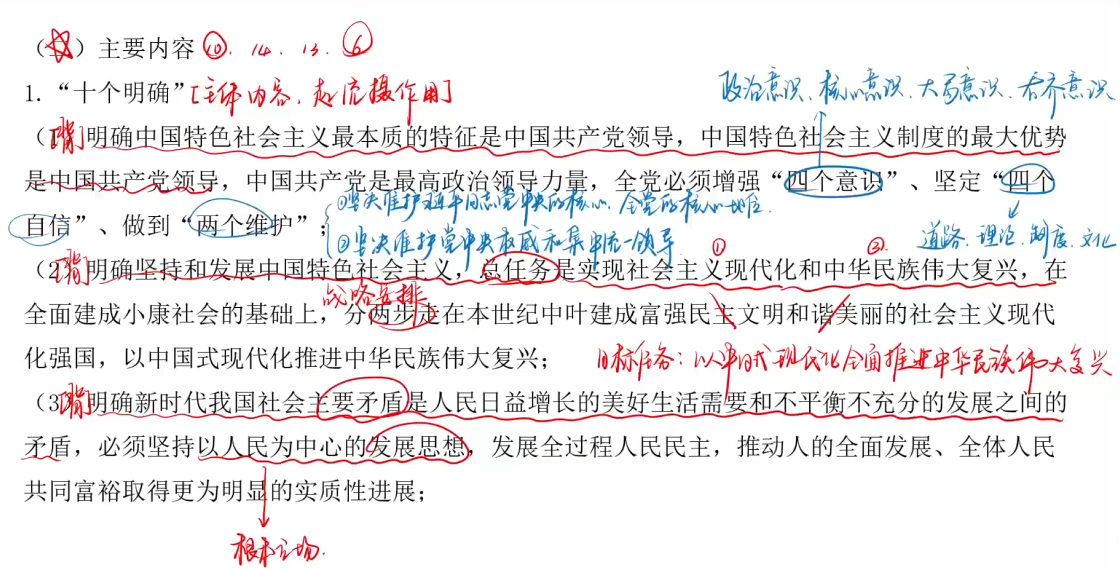 （）主要内容 ⑩. 14. 13. ⑥
1.“十个明确”[主体内容，起统摄作用]
政治意识、核心意识、大局意识、看齐意识
（1背]明确中国特色社会主义最本质的特征是中国共产党领导，中国特色社会主义制度的最大优势
是中国共产党领导，中国共产党是最高政治领导力量，全党必须增强“四个意识”、坚定“四个
①坚决维护习近平同志党中央的核心、全党的核心地位
自信”、做到“两个维护”；
②坚决维护党中央权威和集中统一领导
道路、理论、制度、文化
① ②
（2背]明确坚持和发展中国特色社会主义，总任务是实现社会主义现代化和中华民族伟大复兴，在
战略安排
全面建成小康社会的基础上，分两步走在本世纪中叶建成富强民主文明和谐美丽的社会主义现代
化强国，以中国式现代化推进中华民族伟大复兴；
目标任务：以中国式现代化全面推进中华民族伟大复兴
（3背]明确新时代我国社会主要矛盾是人民日益增长的美好生活需要和不平衡不充分的发展之间的
矛盾，必须坚持以人民为中心的发展思想，发展全过程人民民主，推动人的全面发展、全体人民
共同富裕取得更为明显的实质性进展；
根本立场.